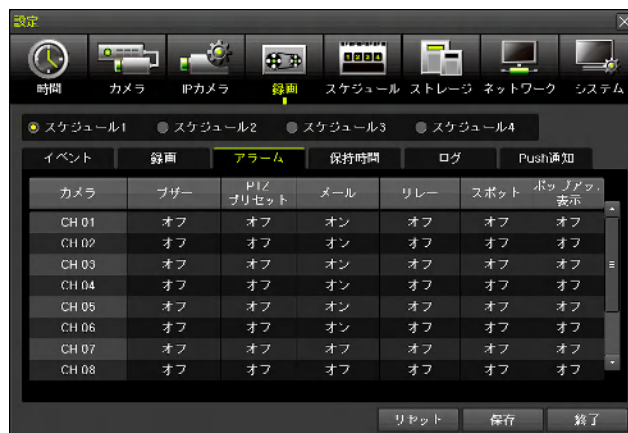 設定
時間 カメラ IPカメラ 録画 スケジュール ストレージ ネットワーク システム
スケジュール1 スケジュール2 スケジュール3 スケジュール4
イベント 録画 アラーム 保持時間 ログ Push通知
カメラ ブザー PTZ プリセット メール リレー スポット ポップアップ 表示
CH 01 オフ オフ オン オフ オフ オフ
CH 02 オフ オフ オン オフ オフ オフ
CH 03 オフ オフ オン オフ オフ オフ
CH 04 オフ オフ オン オフ オフ オフ
CH 05 オフ オフ オン オフ オフ オフ
CH 06 オフ オフ オン オフ オフ オフ
CH 07 オフ オフ オフ オフ オフ オフ
CH 08 オフ オフ オフ オフ オフ オフ
リセット 保存 終了